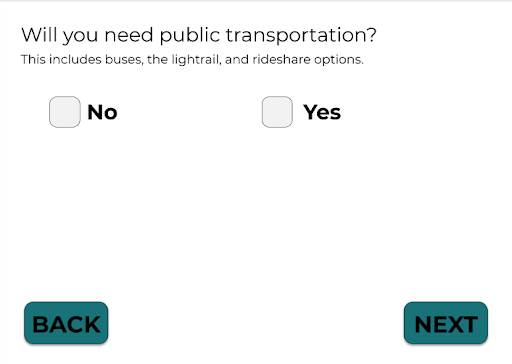 Will you need public transportation?
This includes buses, the lightrail, and rideshare options.
No Yes
BACK NEXT